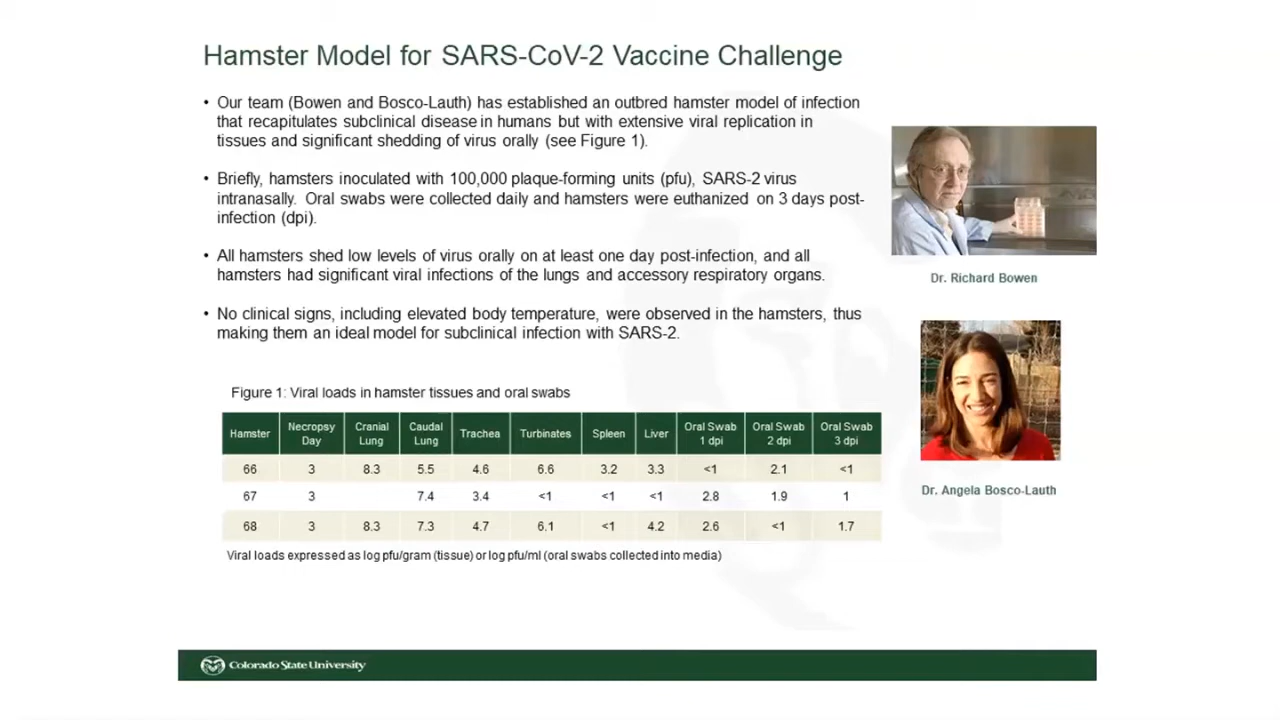 Hamster Model for SARS-CoV-2 Vaccine Challenge
• Our team (Bowen and Bosco-Lauth) has established an outbred hamster model of infection
that recapitulates subclinical disease in humans but with extensive viral replication in
tissues and significant shedding of virus orally (see Figure 1).
• Briefly, hamsters inoculated with 100,000 plaque-forming units (pfu), SARS-2 virus
intranasally. Oral swabs were collected daily and hamsters were euthanized on 3 days post-
infection (dpi).
• All hamsters shed low levels of virus orally on at least one day post-infection, and all
hamsters had significant viral infections of the lungs and accessory respiratory organs.
• No clinical signs, including elevated body temperature, were observed in the hamsters, thus
making them an ideal model for subclinical infection with SARS-2.
Dr. Richard Bowen
Dr. Angela Bosco-Lauth
Figure 1: Viral loads in hamster tissues and oral swabs
Hamster Necropsy Day Cranial Lung Caudal Lung Trachea Turbinates Spleen Liver Oral Swab 1 dpi Oral Swab 2 dpi Oral Swab 3 dpi
66 3 8.3 5.5 4.6 6.6 3.2 3.3 <1 2.1 <1
67 3 7.4 3.4 <1 <1 <1 2.8 1.9 1
68 3 8.3 7.3 4.7 6.1 <1 4.2 2.6 <1 1.7
Viral loads expressed as log pfu/gram (tissue) or log pfu/ml (oral swabs collected into media)
Colorado State University